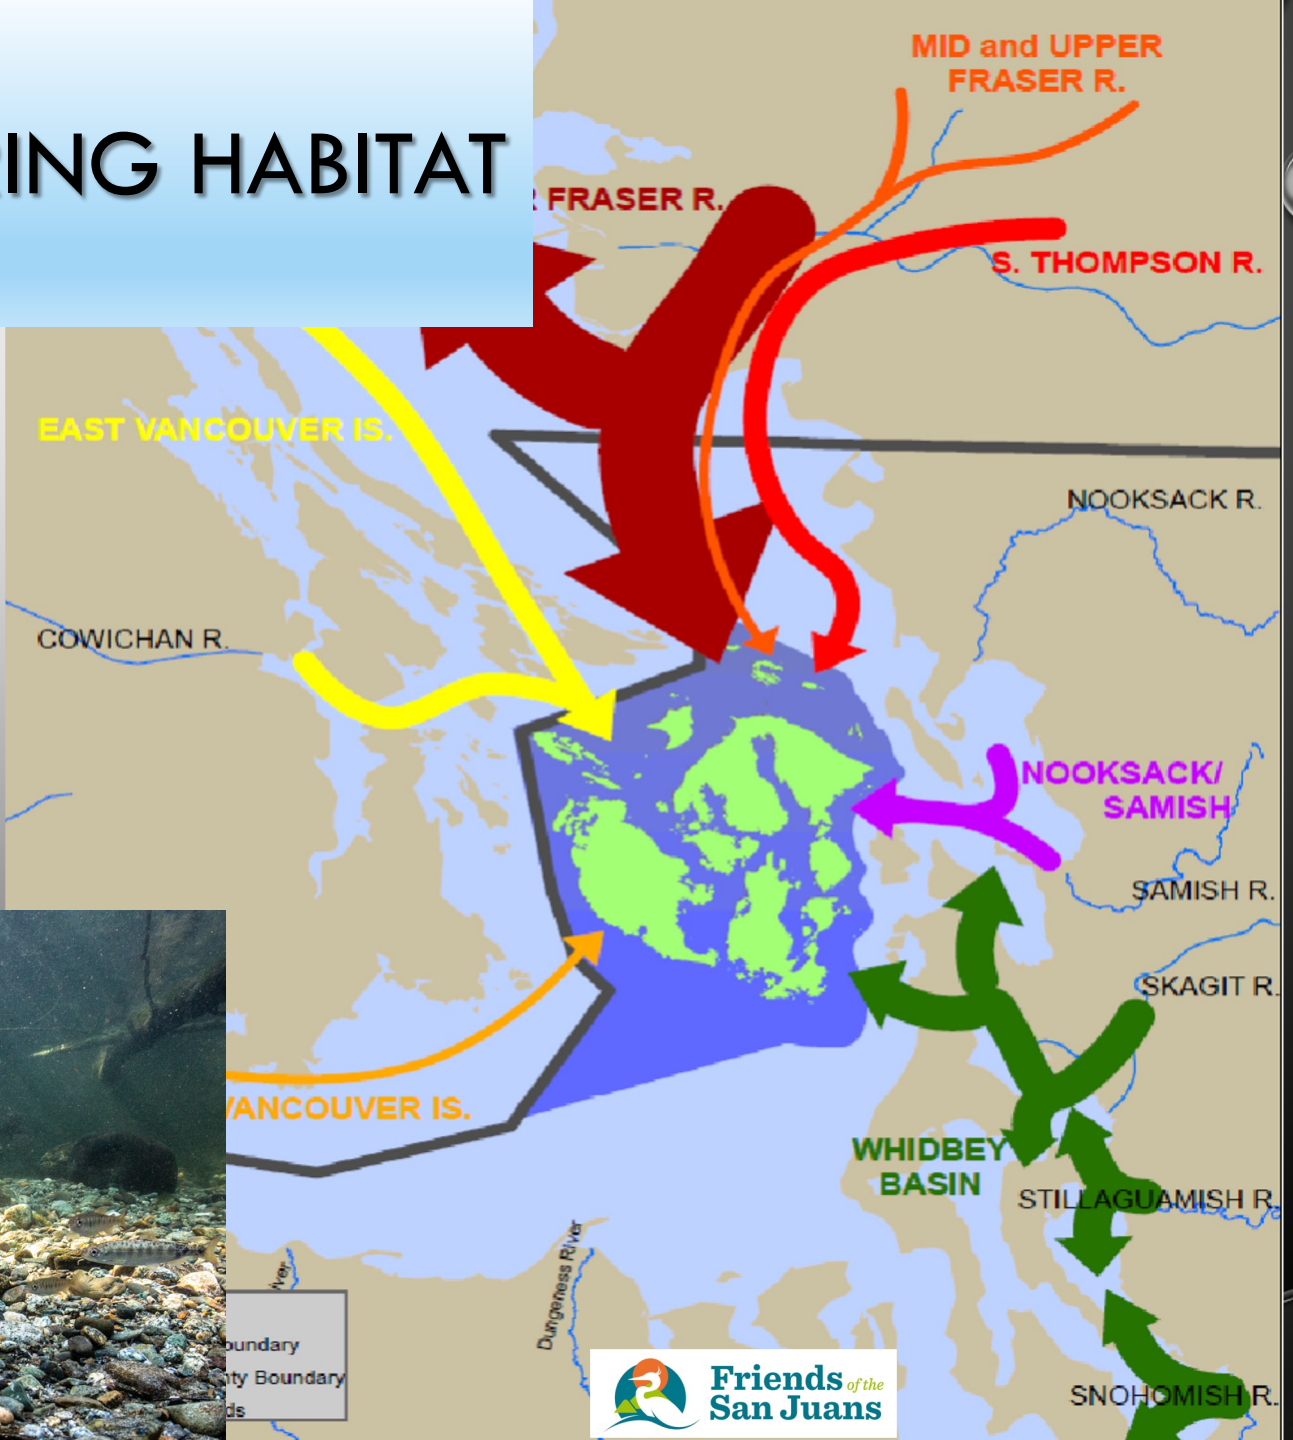 ING HABITAT
MID and UPPER
FRASER R.
FRASER R.
S. THOMPSON R.
EAST VANCOUVER IS.
NOOKSACK R.
COWICHAN R.
NOOKSACK/
SAMISH
SAMISH R.
SKAGIT R.
VANCOUVER IS.
WHIDBEY
BASIN
STILLAGUAMISH R.
Dungeness River
iver
oundary
nty Boundary
ds
Friends of the
San Juans
SNOHOMISH R.